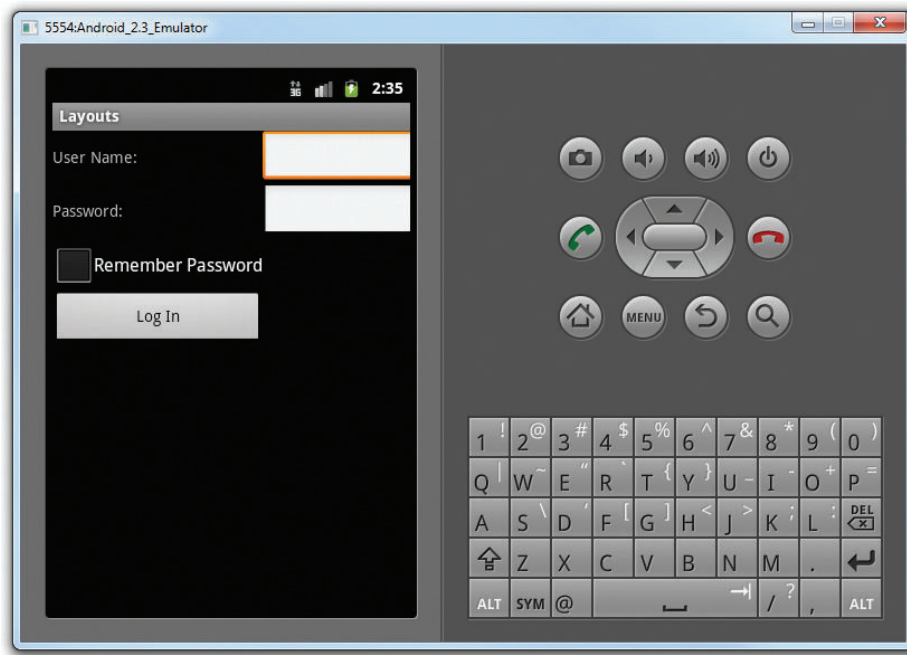 5554:Android_2.3_Emulator
3G 2:35
Layouts
User Name:
Password:
Remember Password
Log In
MENU
1 ! 2 @ 3 # 4 $ 5 % 6 ^ 7 & 8 * 9 ( 0 )
Q | W ~ E " R ` T { Y } U _ I - O + P =
A S \ D ' F [ G ] H < J > K ; L : DEL
Z X C V B N M .
ALT SYM @ / ? , ALT